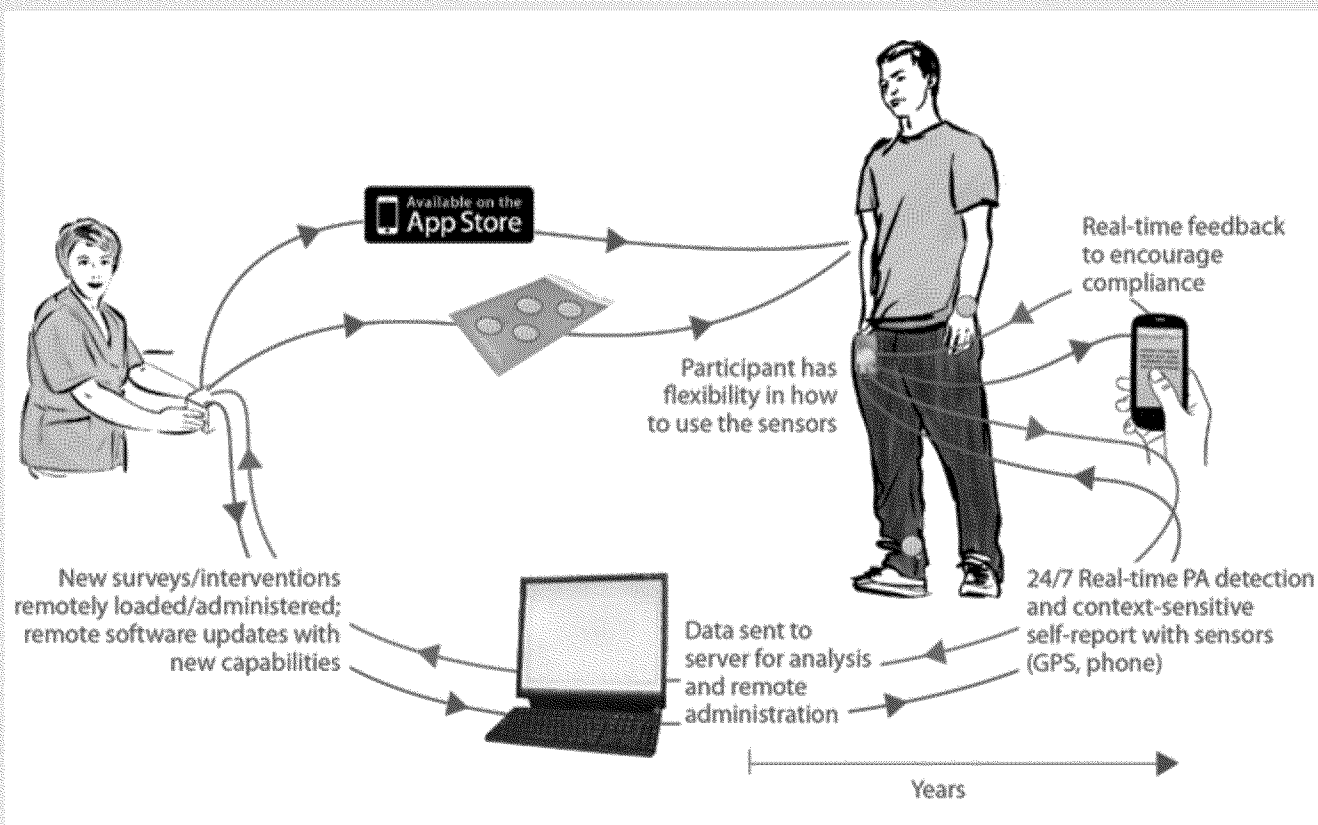 Available on the
App Store
Real-time feedback
to encourage
compliance
Participant has
flexibility in how
to use the sensors
New surveys/interventions
remotely loaded/administered;
remote software updates with
new capabilities
Data sent to
server for analysis
and remote
administration
24/7 Real-time PA detection
and context-sensitive
self-report with sensors
(GPS, phone)
Years